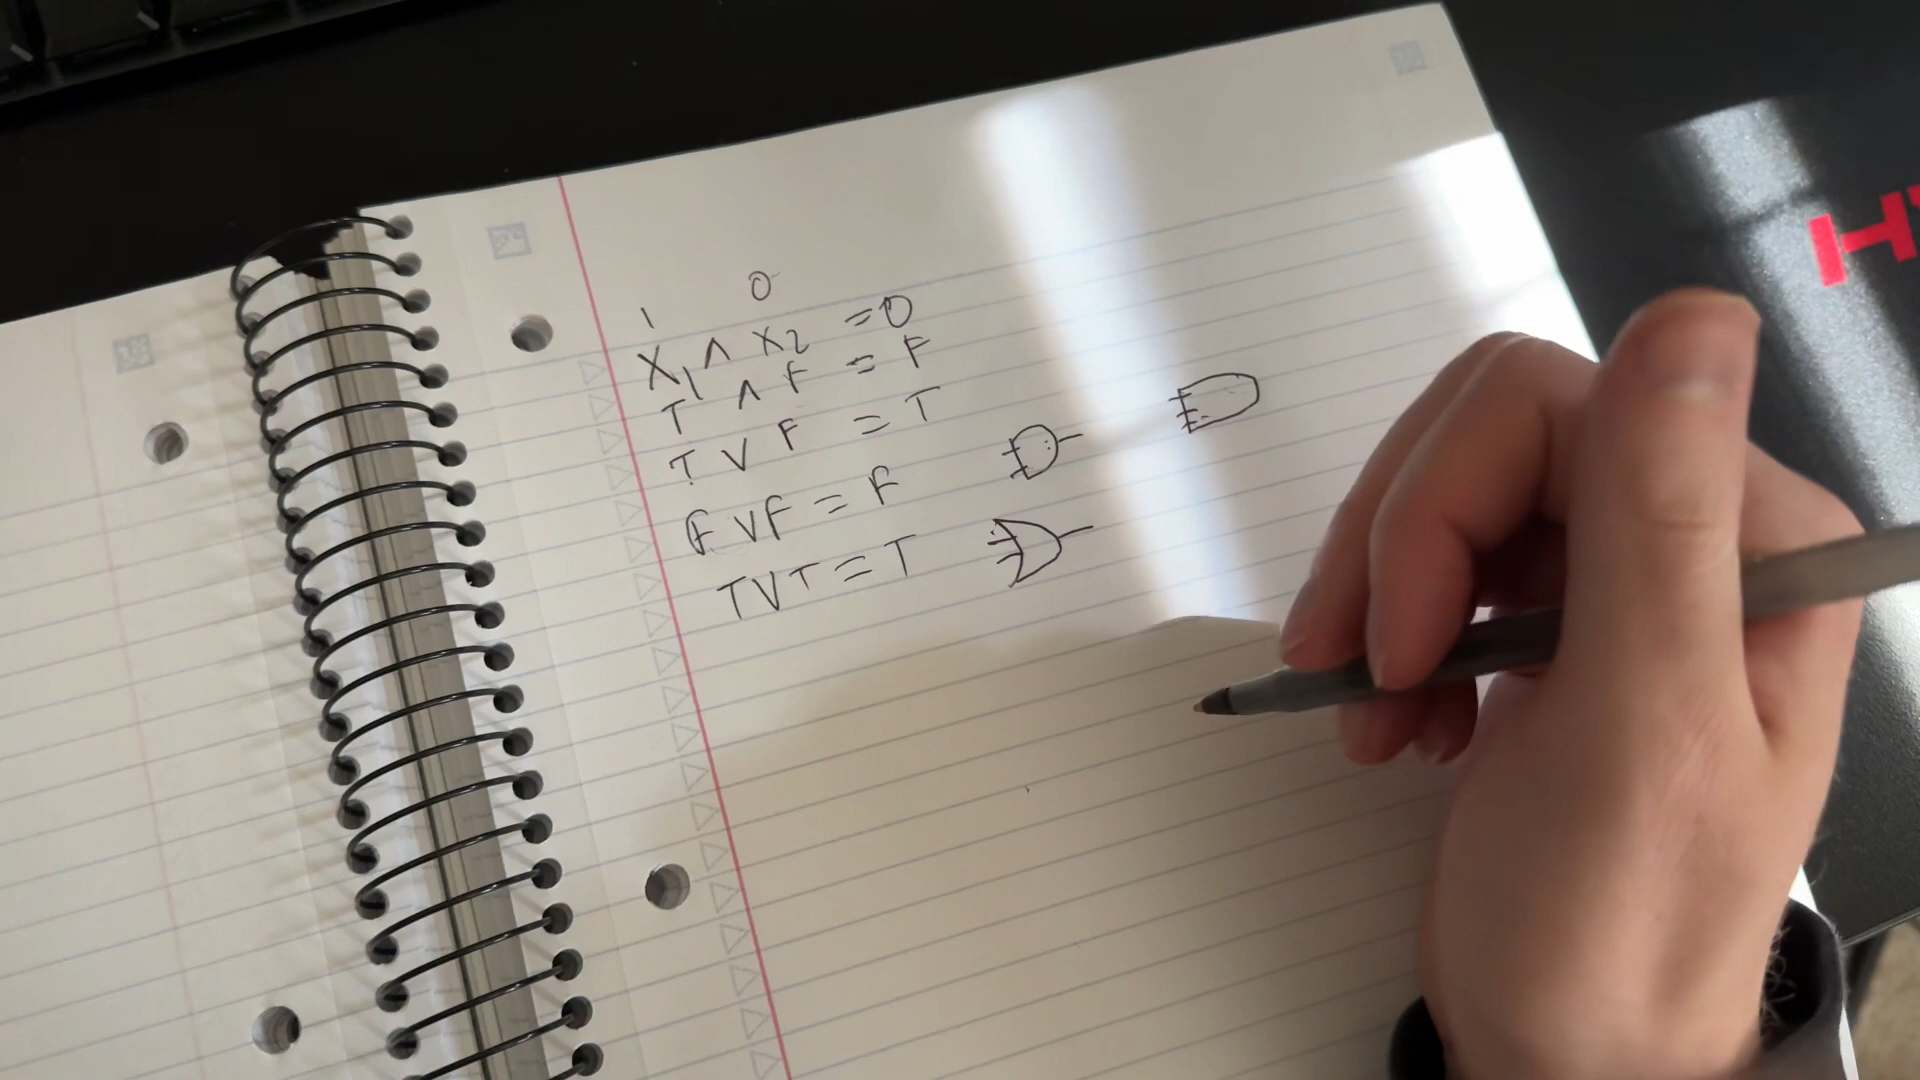 1 0
X₁ ∧ X₂ = 0
T ∧ F = F
T ∨ F = T
F ∨ F = F
T ∨ T = T